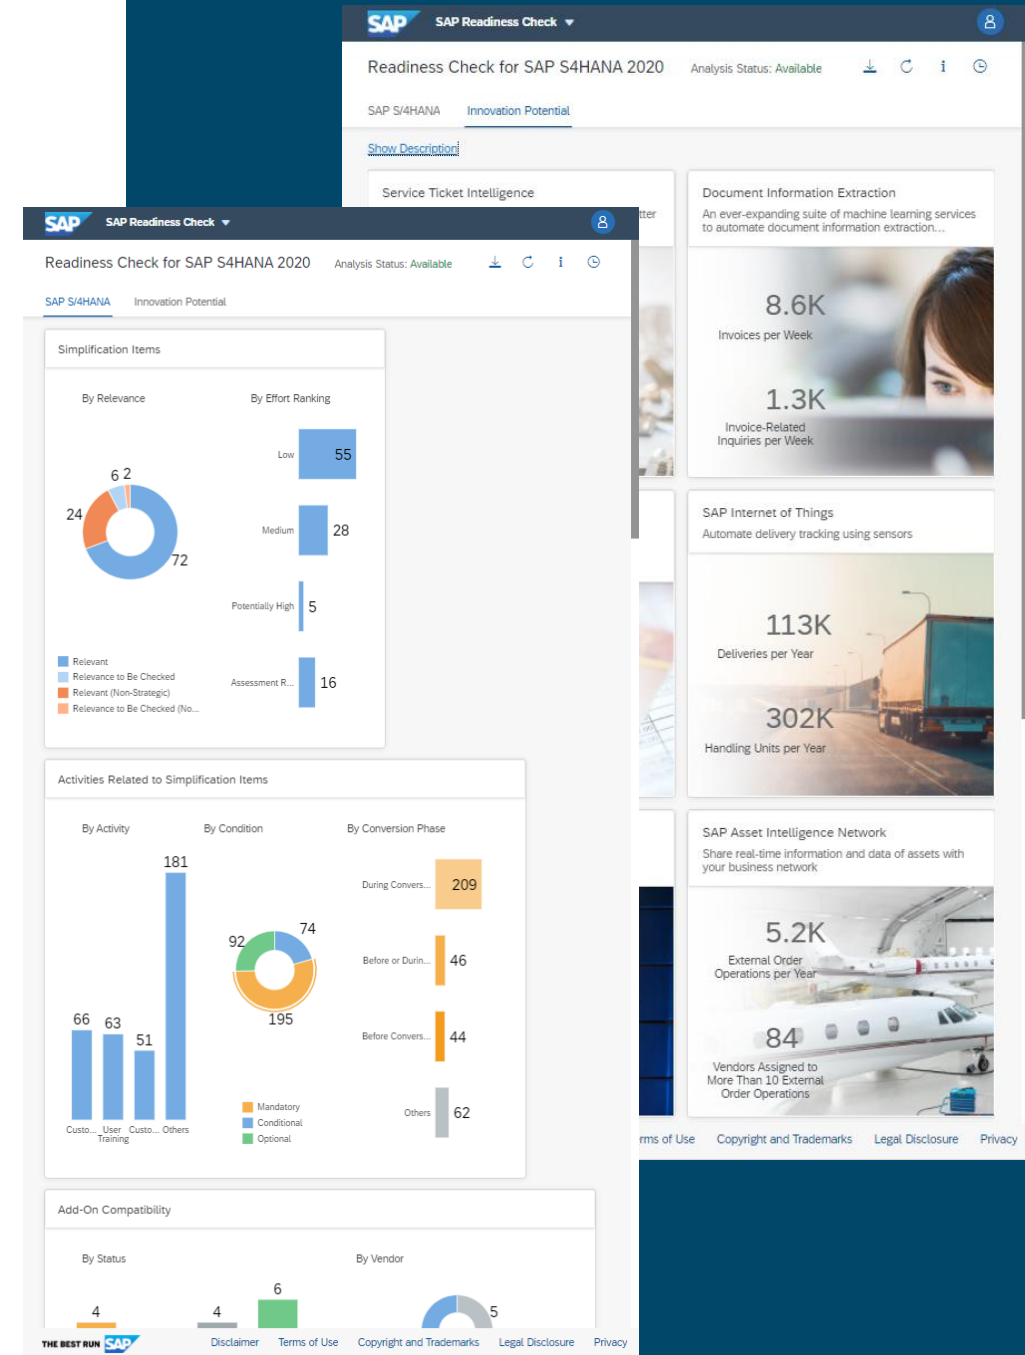 SAP
SAP Readiness Check
Readiness Check for SAP S4HANA 2020
Analysis Status: Available
SAP S/4HANA
Innovation Potential
Show Description
Service Ticket Intelligence
tter
Document Information Extraction
An ever-expanding suite of machine learning services
to automate document information extraction...
8.6K
Invoices per Week
1.3K
Invoice-Related
Inquiries per Week
SAP Internet of Things
Automate delivery tracking using sensors
113K
Deliveries per Year
302K
Handling Units per Year
SAP Asset Intelligence Network
Share real-time information and data of assets with
your business network
5.2K
External Order
Operations per Year
84
Vendors Assigned to
More Than 10 External
Order Operations
rms of Use
Copyright and Trademarks
Legal Disclosure
Privacy
SAP
SAP Readiness Check
Readiness Check for SAP S4HANA 2020
Analysis Status: Available
SAP S/4HANA
Innovation Potential
Simplification Items
By Relevance
By Effort Ranking
6
2
24
72
Low
55
Medium
28
Potentially High
5
Assessment R...
16
Relevant
Relevance to Be Checked
Relevant (Non-Strategic)
Relevance to Be Checked (No...
Activities Related to Simplification Items
By Activity
By Condition
By Conversion Phase
181
66
63
51
Custo...
User
Training
Custo...
Others
92
74
195
Mandatory
Conditional
Optional
During Convers...
209
Before or Durin...
46
Before Convers...
44
Others
62
Add-On Compatibility
By Status
By Vendor
4
4
6
5
THE BEST RUN SAP
Disclaimer
Terms of Use
Copyright and Trademarks
Legal Disclosure
Privacy